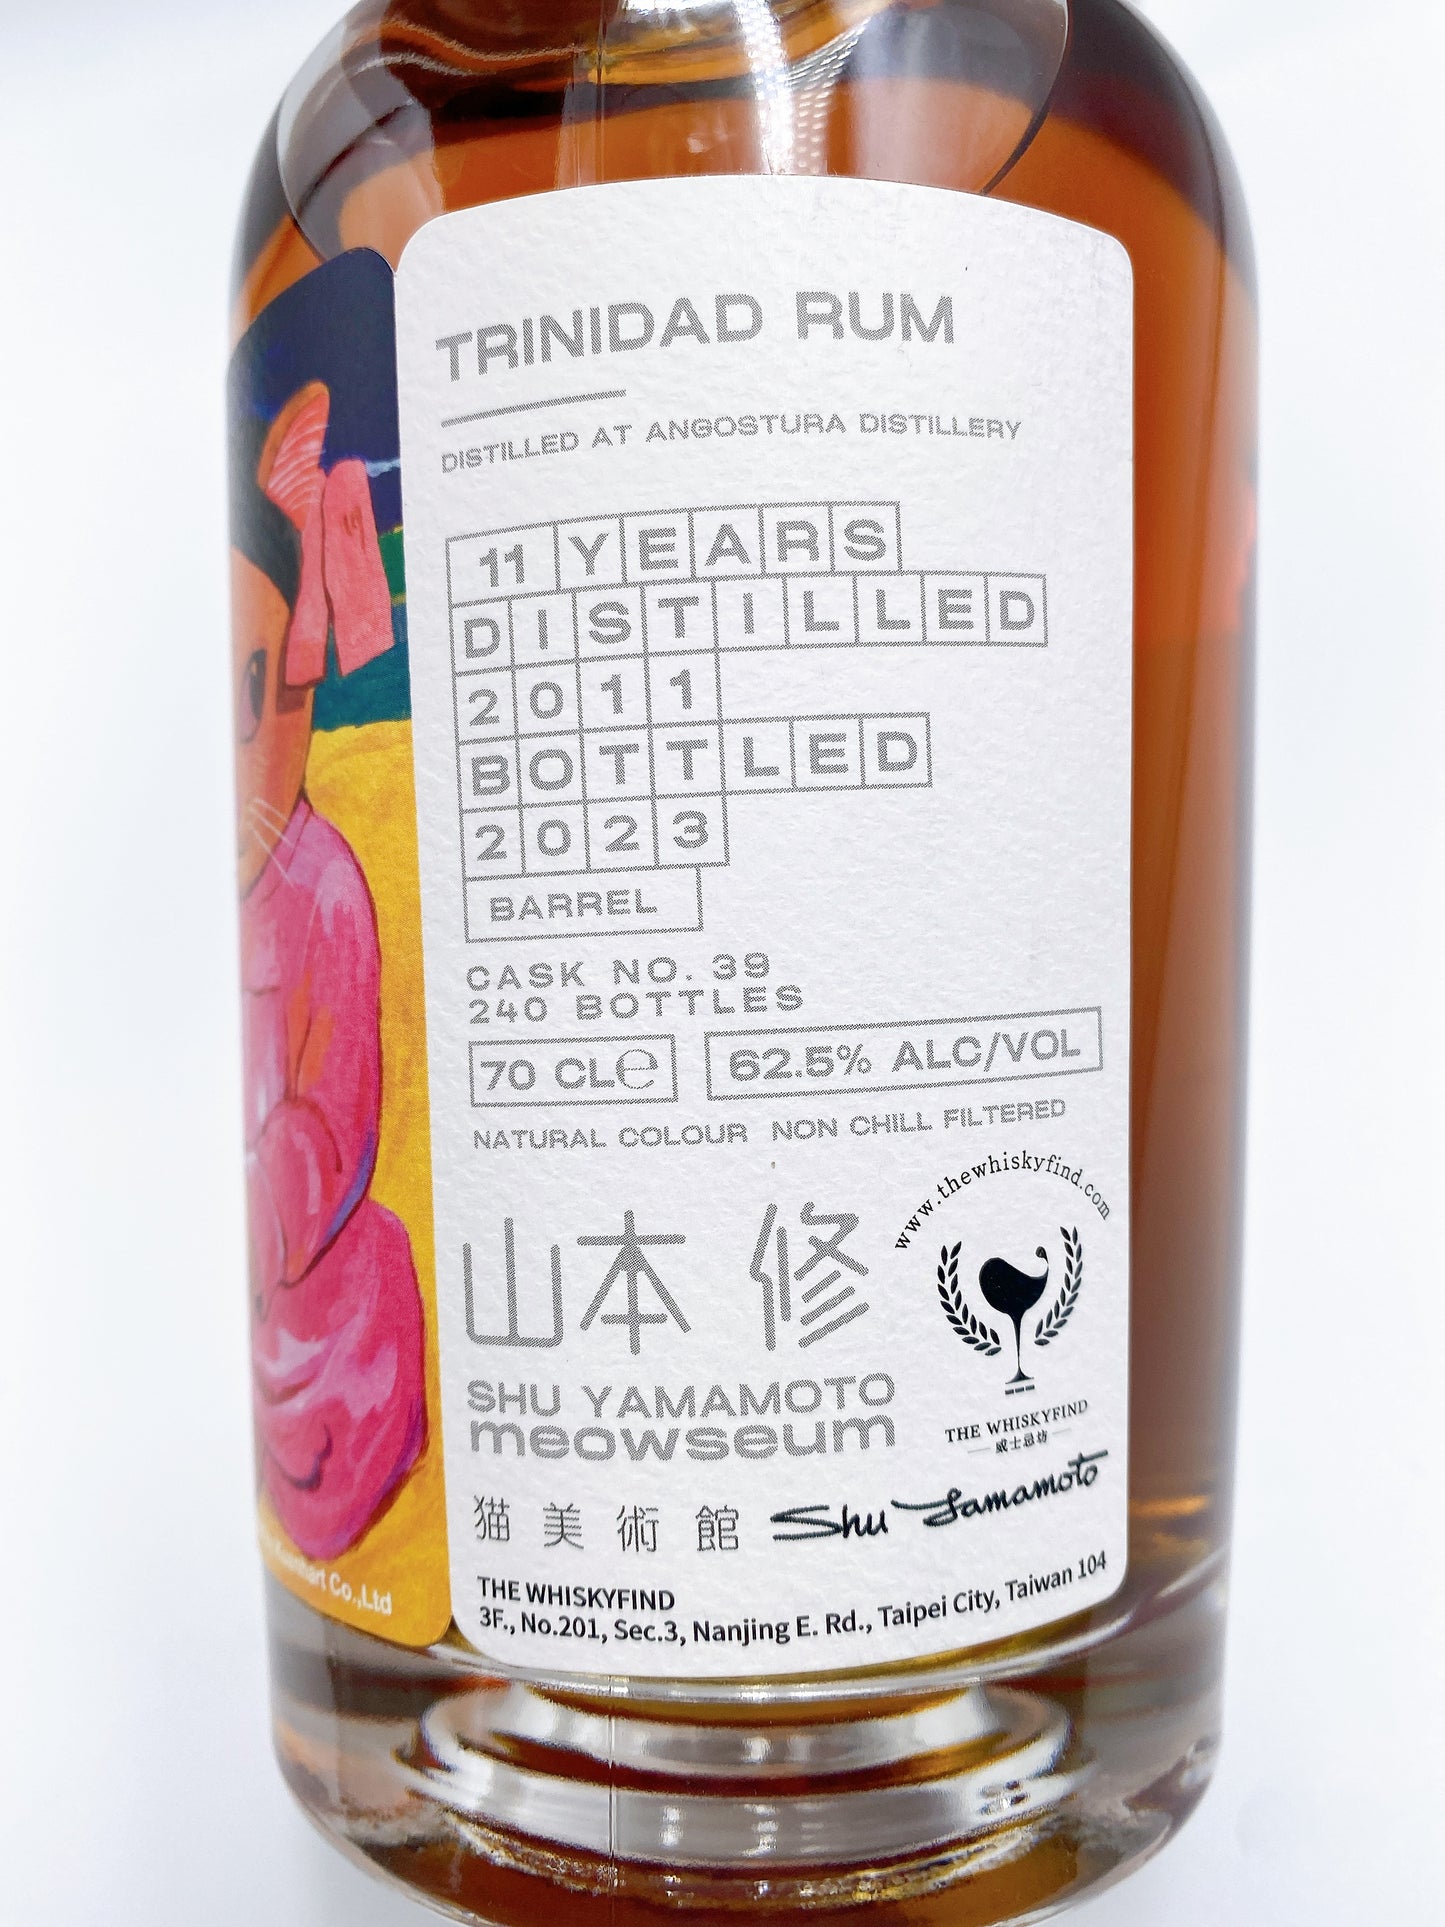 TRINIDAD RUM
DISTILLED AT ANGOSTURA DISTILLERY
11 YEARS
DISTILLED
2011
BOTTLED
2023
BARREL
CASK NO. 39
240 BOTTLES
70 CL℮
62.5% ALC/VOL
NATURAL COLOUR NON CHILL FILTERED
www.thewhiskyfind.com
山本 修
THE WHISKYFIND
威士忌坊
SHU YAMAMOTO
meowseum
猫美術館
Shu Yamamoto
THE WHISKYFIND
3F., No.201, Sec.3, Nanjing E. Rd., Taipei City, Taiwan 104
Co.,Ltd